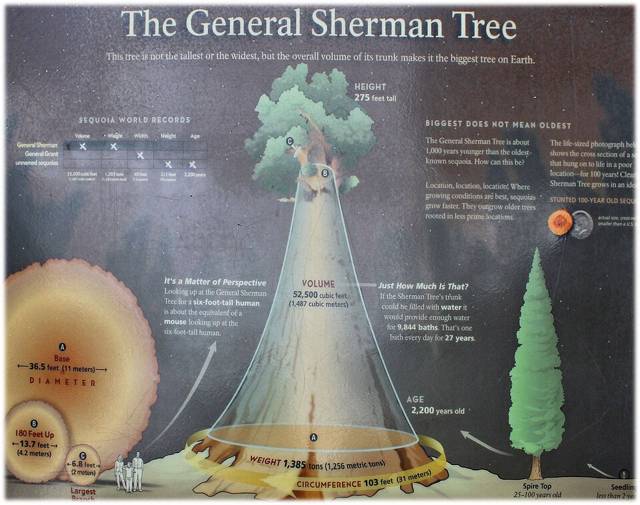 The General Sherman Tree
This tree is not the tallest or the widest, but the overall volume of its trunk makes it the biggest tree on Earth.
HEIGHT
275 feet tall
SEQUOIA WORLD RECORDS
Volume Weight Width Height Age
General Sherman
General Grant
unnamed sequoias
BIGGEST DOES NOT MEAN OLDEST
The General Sherman Tree is about
1,000 years younger than the oldest-
known sequoia. How can this be?
Location, location, location! Where
growing conditions are best, sequoias
grow faster. They outgrow older trees
rooted in less prime locations.
The life-sized photograph
shows the cross section of a
that hung on to life in a poor
location—for 100 years!
Sherman Tree grows in an
STUNTED 100-YEAR OLD
C
B
It's a Matter of Perspective
Looking up at the General Sherman
Tree for a six-foot-tall human
is about the equivalent of a
mouse looking up at the
six-foot-tall human.
VOLUME
52,500 cubic feet
(1,487 cubic meters)
Just How Much Is That?
If the Sherman Tree's trunk
could be filled with water it
would provide enough water
for 9,844 baths. That's one
bath every day for 27 years.
A
Base
36.5 feet (11 meters)
DIAMETER
B
180 Feet Up
13.7 feet
(4.2 meters)
C
6.8 feet
(2 meters)
Largest
Branch
AGE
2,200 years old
A
WEIGHT 1,385 tons (1,256 metric tons)
CIRCUMFERENCE 103 feet (31 meters)
Spire Top
25–100 years old
less than 2